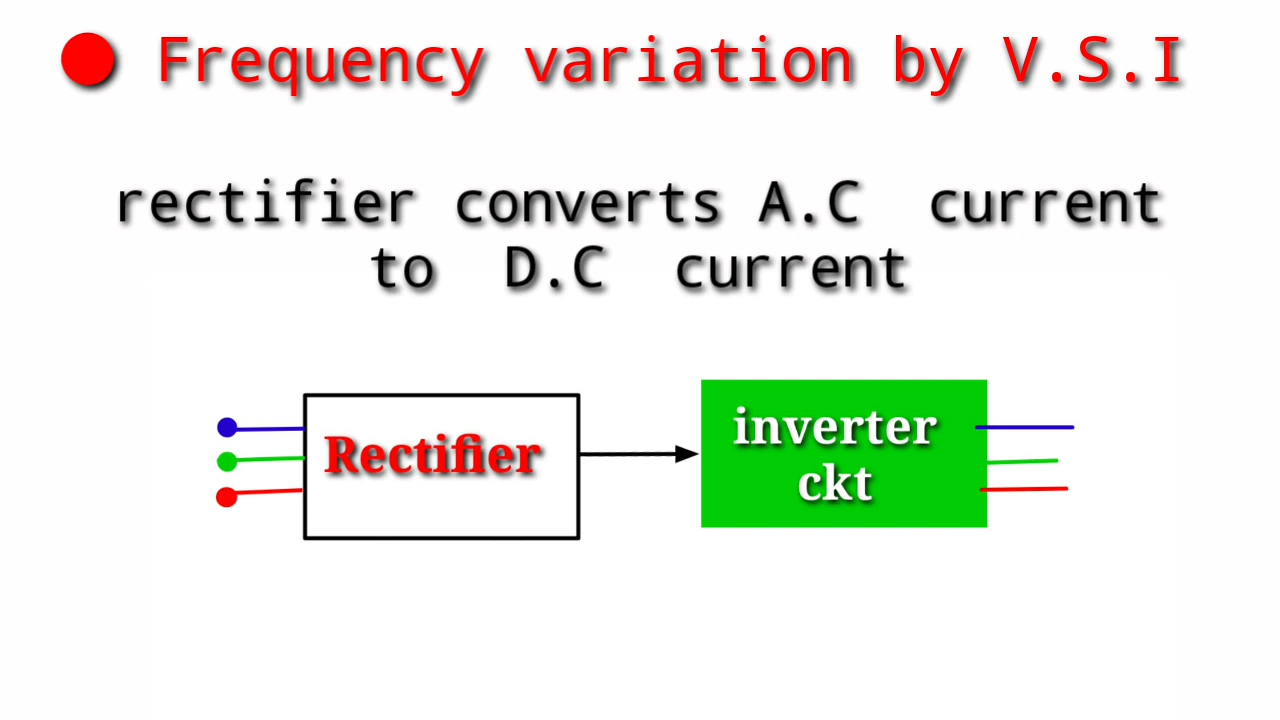 Frequency variation by V.S.I
rectifier converts A.C current
to D.C current
Rectifier
inverter
ckt